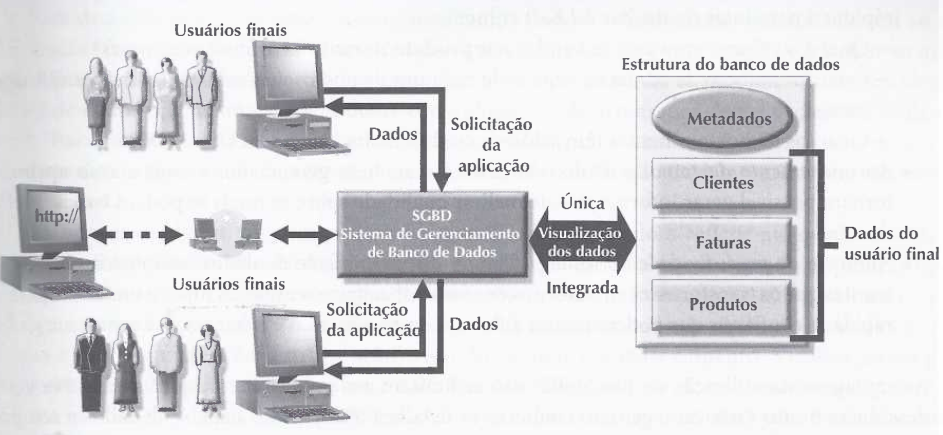 Usuários finais
Dados
Solicitação
da
aplicação
http://
SGBD
Sistema de Gerenciamento
de Banco de Dados
Única
Visualização
dos dados
Integrada
Estrutura do banco de dados
Metadados
Clientes
Faturas
Produtos
Dados do
usuário final
Usuários finais
Solicitação
da aplicação
Dados